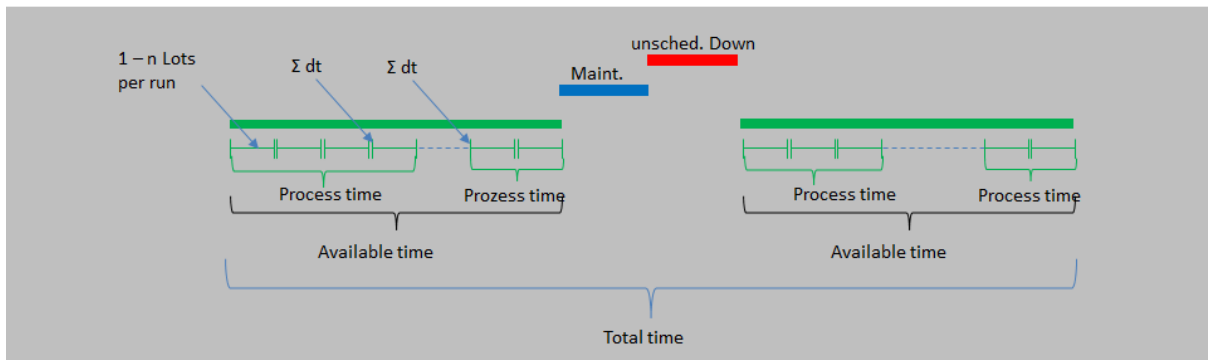 unsched. Down
1 – n Lots
per run
Σ dt
Σ dt
Maint.
Process time
Prozess time
Process time
Process time
Available time
Available time
Total time